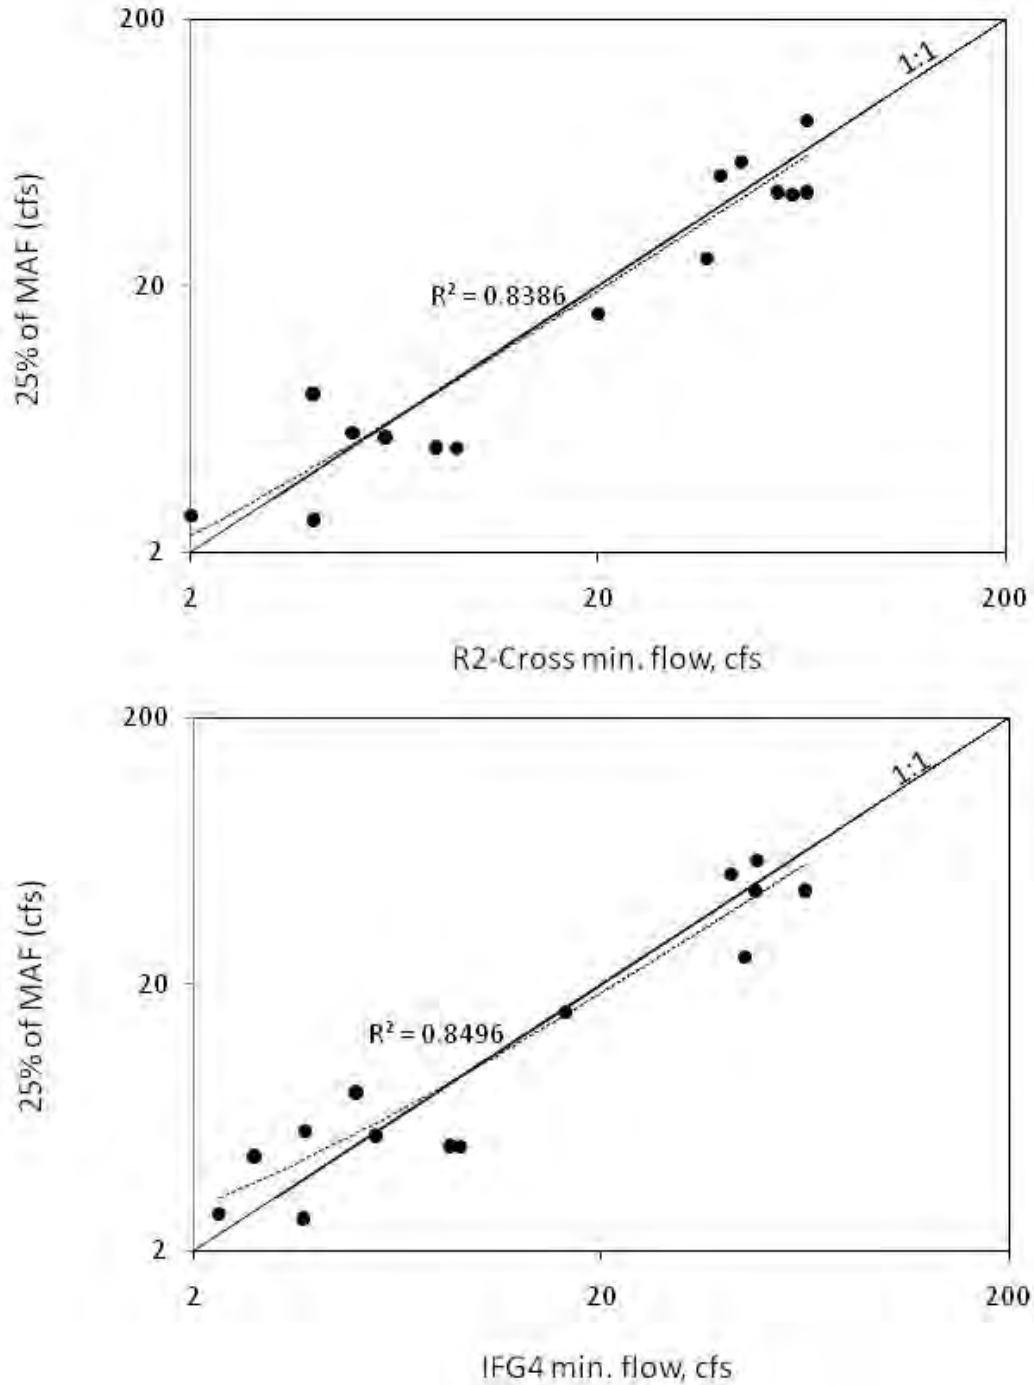 200
1:1
25% of MAF (cfs)
20
R² = 0.8386
2
2
20
200
R2-Cross min. flow, cfs
200
1:1
25% of MAF (cfs)
20
R² = 0.8496
2
2
20
200
IFG4 min. flow, cfs